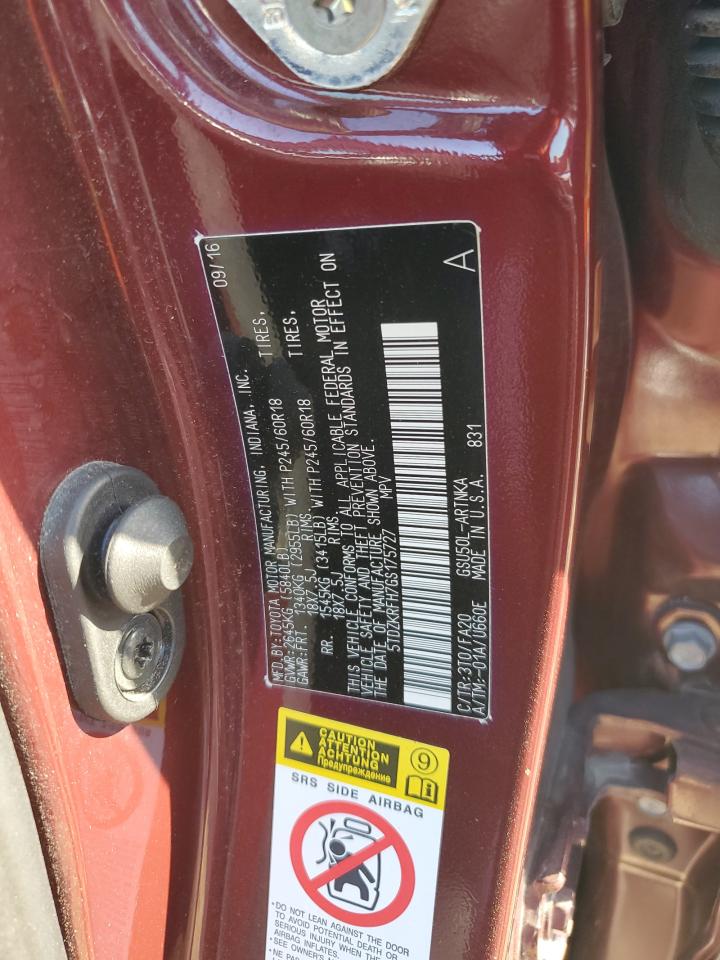 MFD.BY:TOYOTA MOTOR MANUFACTURING, INDIANA, INC. 09/16
GVWR:2645KG (5840LB)
GAWR:FRT. 1340KG (2955LB) WITH P245/60R18 TIRES,
18X7.5J RIMS
RR. 1545KG (3415LB) WITH P245/60R18 TIRES,
18X7.5J RIMS
THIS VEHICLE CONFORMS TO ALL APPLICABLE FEDERAL MOTOR
VEHICLE SAFETY AND THEFT PREVENTION STANDARDS IN EFFECT ON
THE DATE OF MANUFACTURE SHOWN ABOVE.
5TDZKRFH7GS175727 MPV
A
C/TR:3T0/FA20 GSU50L-ARTNKA
A/TM:-01A/U660E MADE IN U.S.A. 831
CAUTION
ATTENTION
ACHTUNG
Предупреждение
9
SRS SIDE AIRBAG
•DO NOT LEAN AGAINST THE DOOR
TO AVOID POTENTIAL DEATH OR
SERIOUS INJURY WHEN THE
AIRBAG INFLATES.
•SEE OWNER'S
•NE PAS